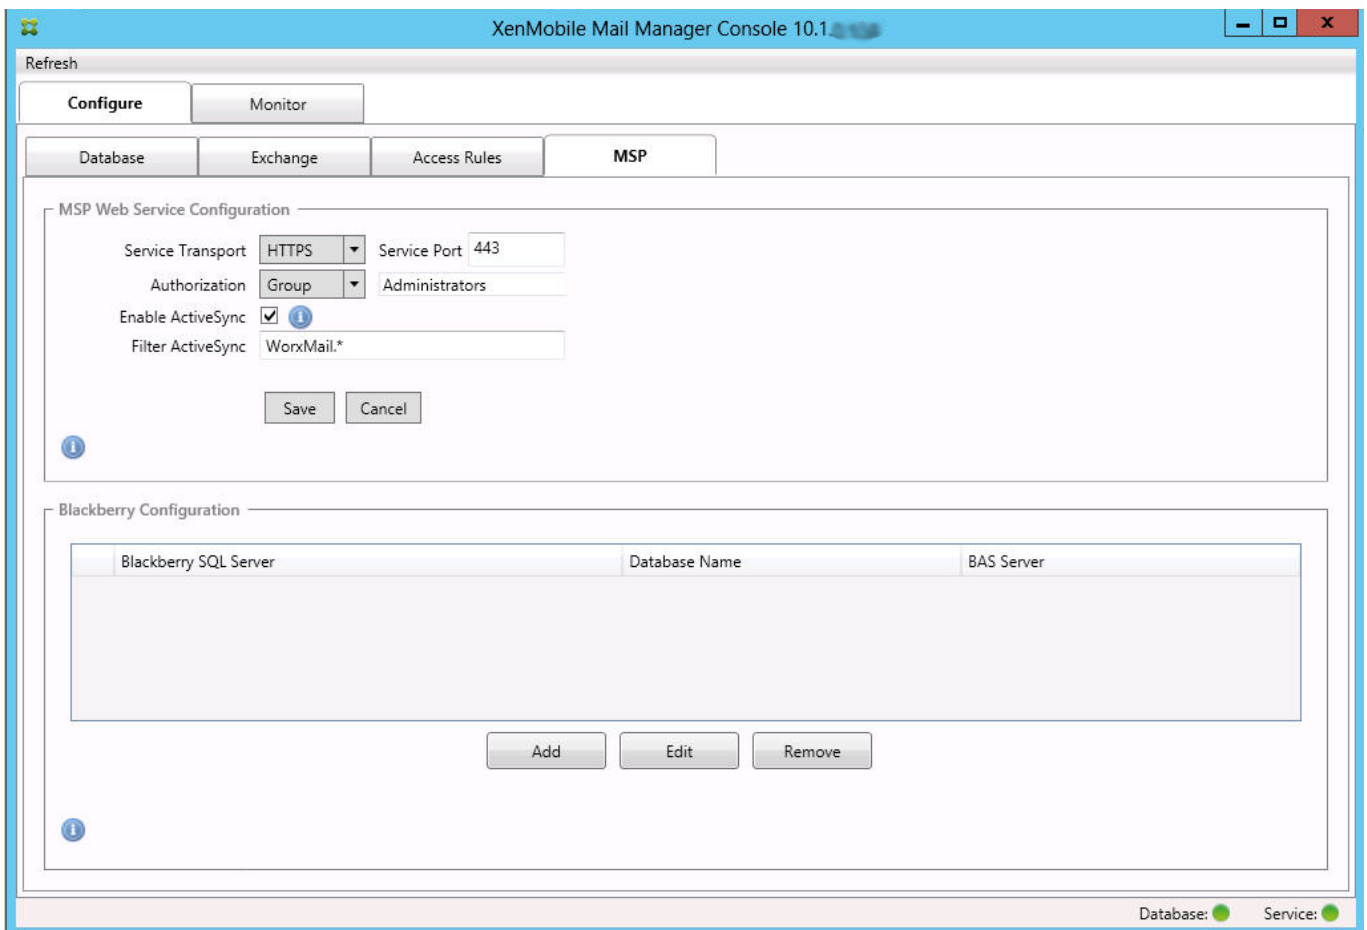 XenMobile Mail Manager Console 10.1.
Refresh
Configure Monitor
Database Exchange Access Rules MSP
MSP Web Service Configuration
Service Transport HTTPS Service Port 443
Authorization Group Administrators
Enable ActiveSync
Filter ActiveSync WorxMail.*
Save Cancel
Blackberry Configuration
Blackberry SQL Server Database Name BAS Server
Add Edit Remove
Database: Service: